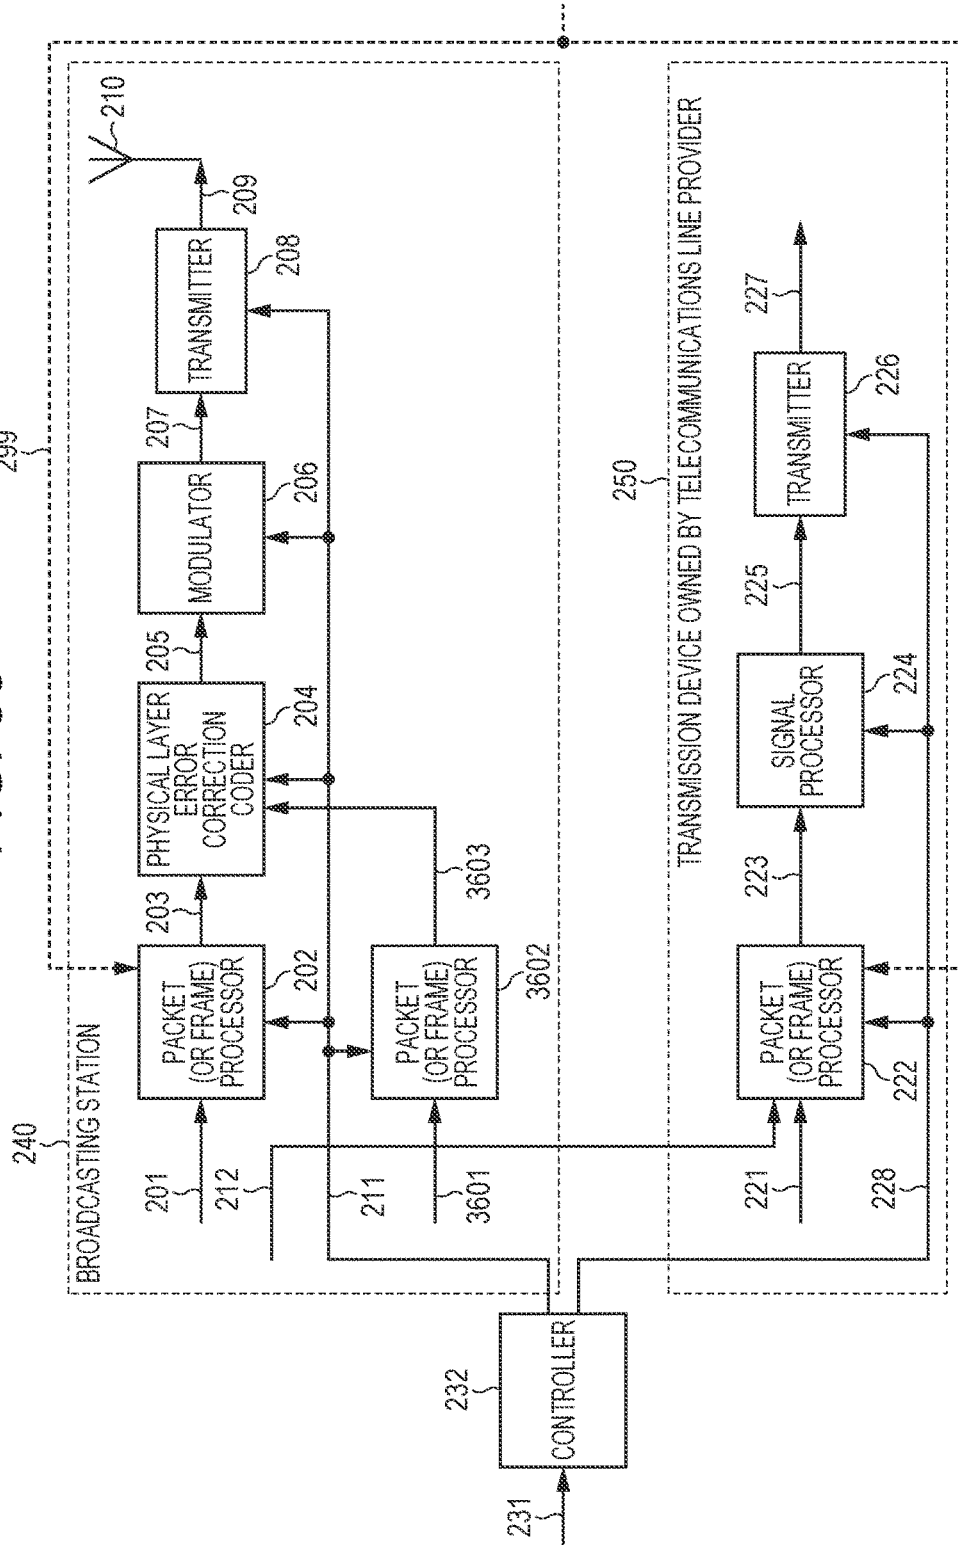 299
240
BROADCASTING STATION
201
PACKET
(OR FRAME)
PROCESSOR
202
203
PHYSICAL LAYER
ERROR
CORRECTION
CODER
204
205
MODULATOR
206
207
TRANSMITTER
208
209
210
212
211
3601
PACKET
(OR FRAME)
PROCESSOR
3602
3603
231
232
CONTROLLER
250
TRANSMISSION DEVICE OWNED BY TELECOMMUNICATIONS LINE PROVIDER
221
PACKET
(OR FRAME)
PROCESSOR
222
223
SIGNAL
PROCESSOR
224
225
TRANSMITTER
226
227
228